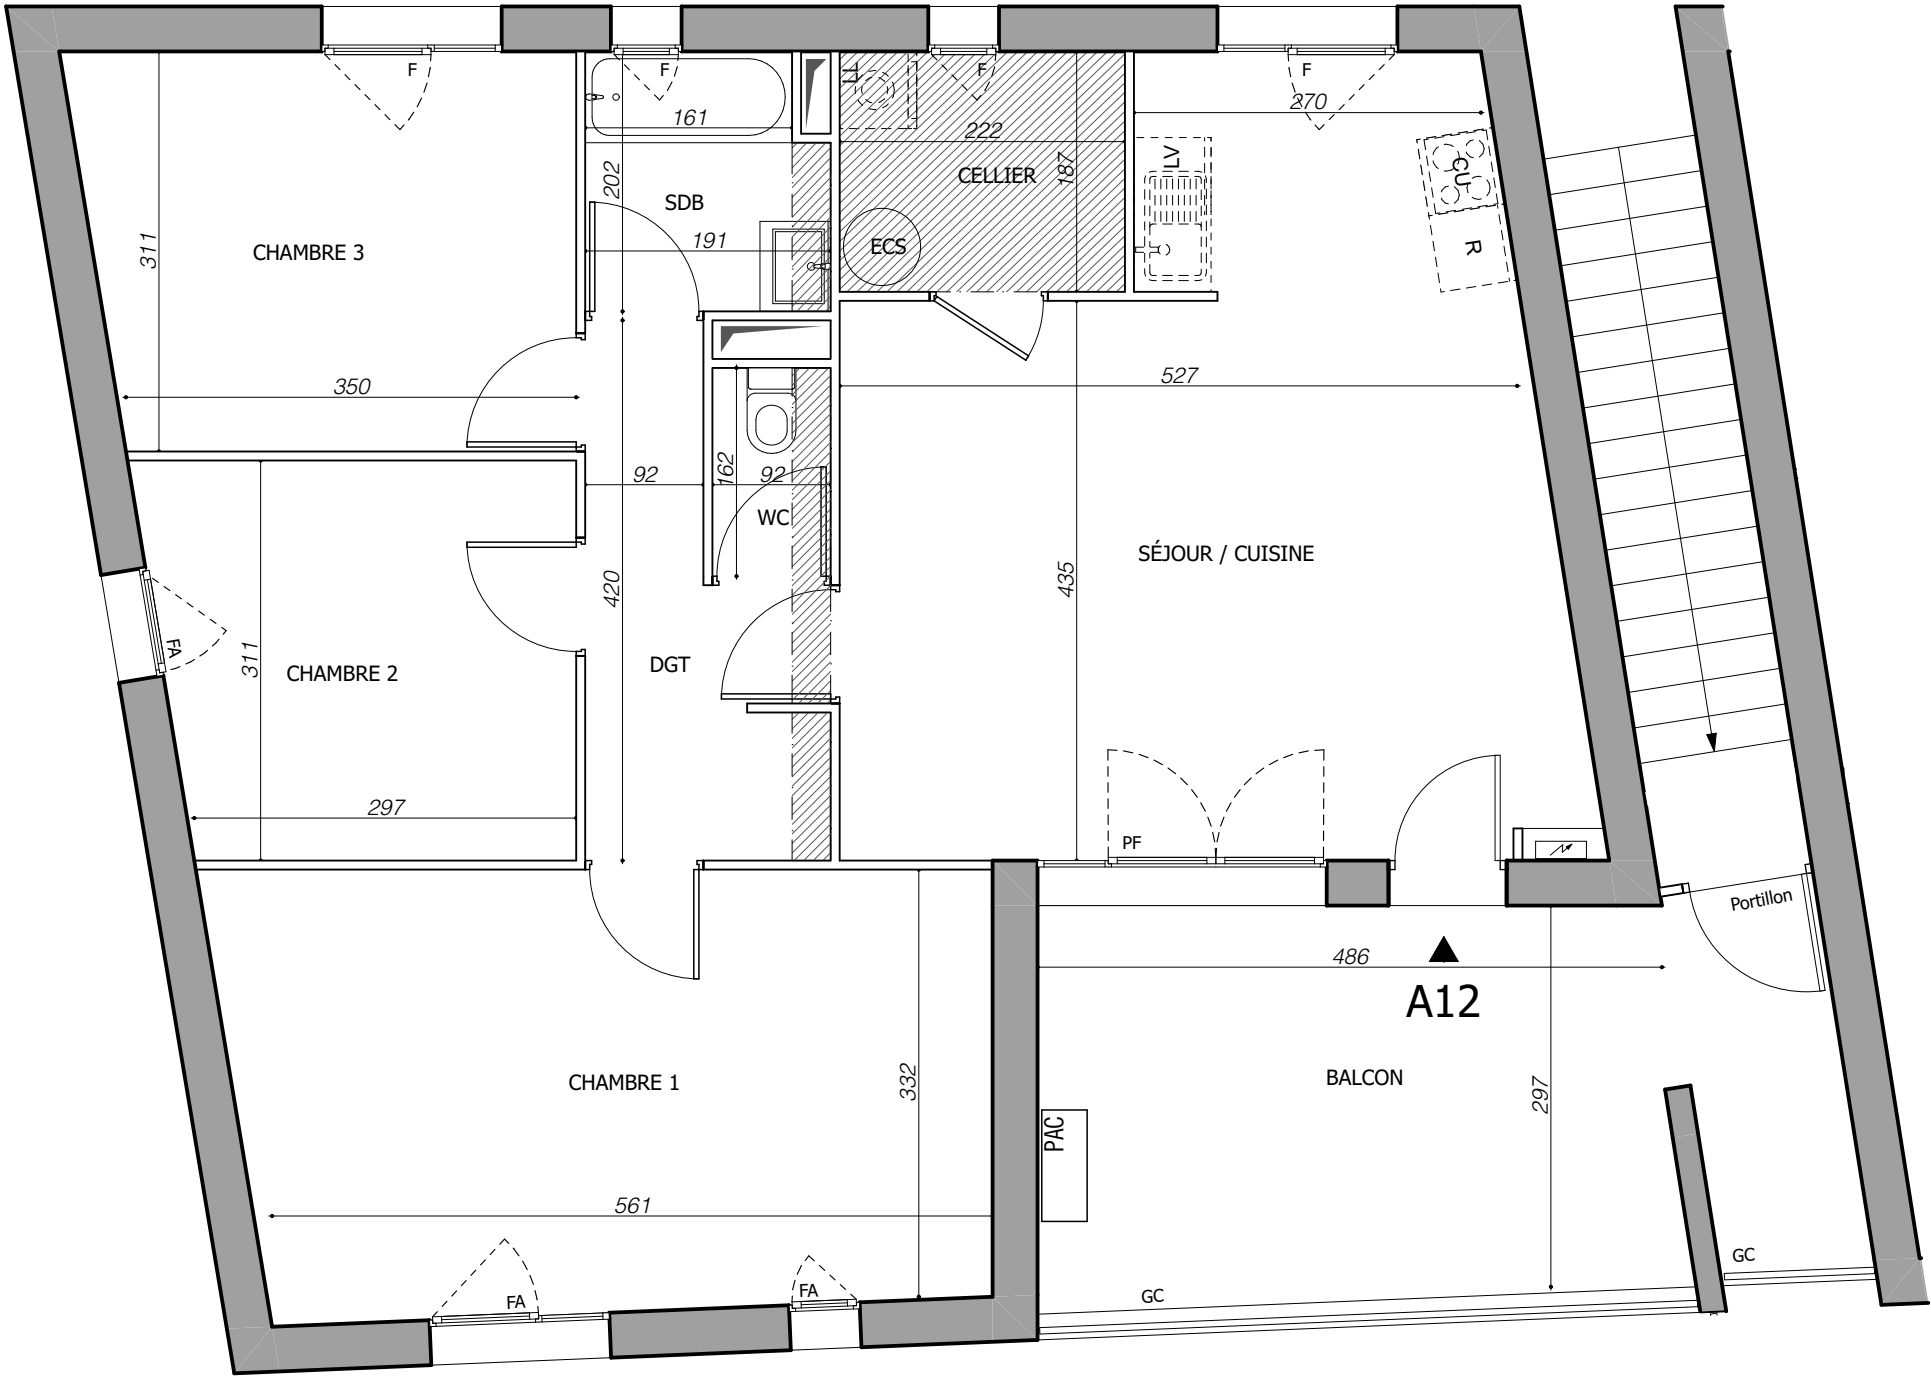 F
F
F
F
LL
270
161
222
CELLIER
187
LV
CU
202
SDB
311
CHAMBRE 3
191
ECS
R
350
527
92
162
92
WC
SÉJOUR / CUISINE
420
435
FA
311
CHAMBRE 2
DGT
297
PF
Portillon
486
A12
CHAMBRE 1
332
BALCON
297
PAC
561
GC
FA
FA
GC